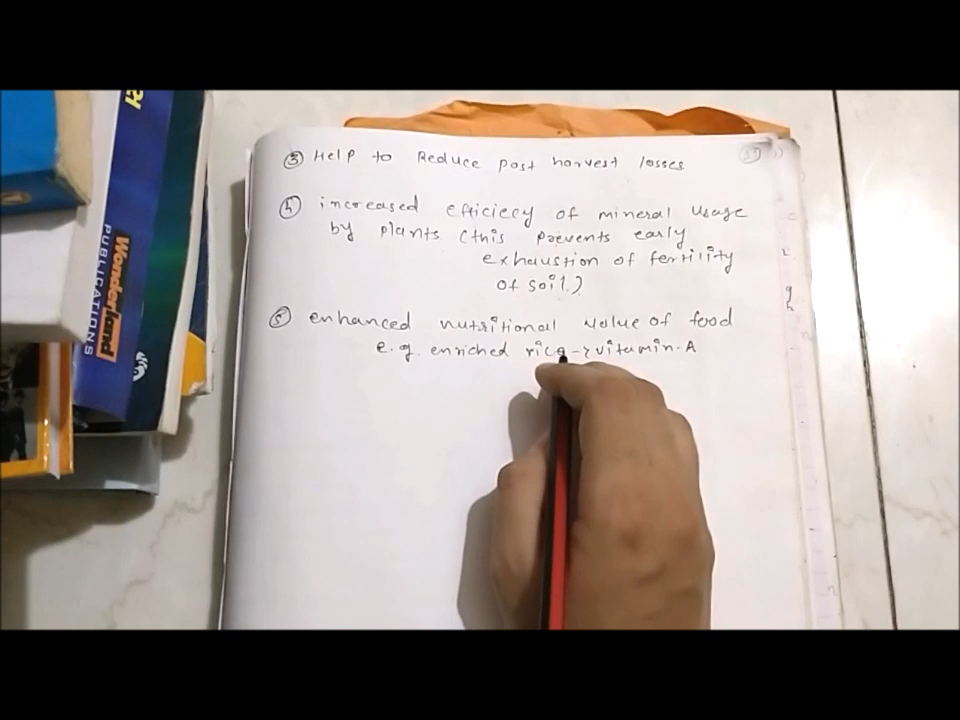 ③ Help to Reduce post harvest losses
④ increased efficiecy of mineral usage
by plants (this prevents early
exhaustion of fertility
of soil.)
⑤ enhanced nutritional value of food
e.g. enriched rice → vitamin.A
Wonderland
PUBLICATIONS